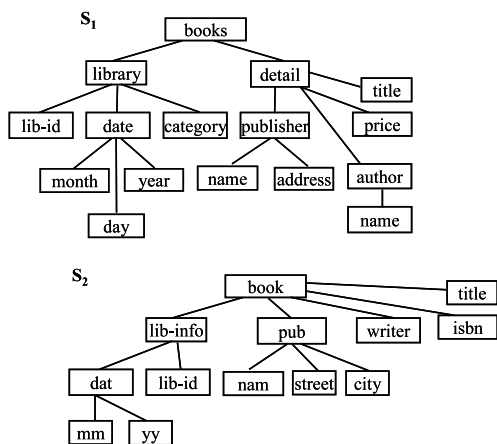 S1
books
library detail
title
lib-id date category publisher price
month year name address author
day name
S2
book
title
lib-info pub writer isbn
dat lib-id nam street city
mm yy